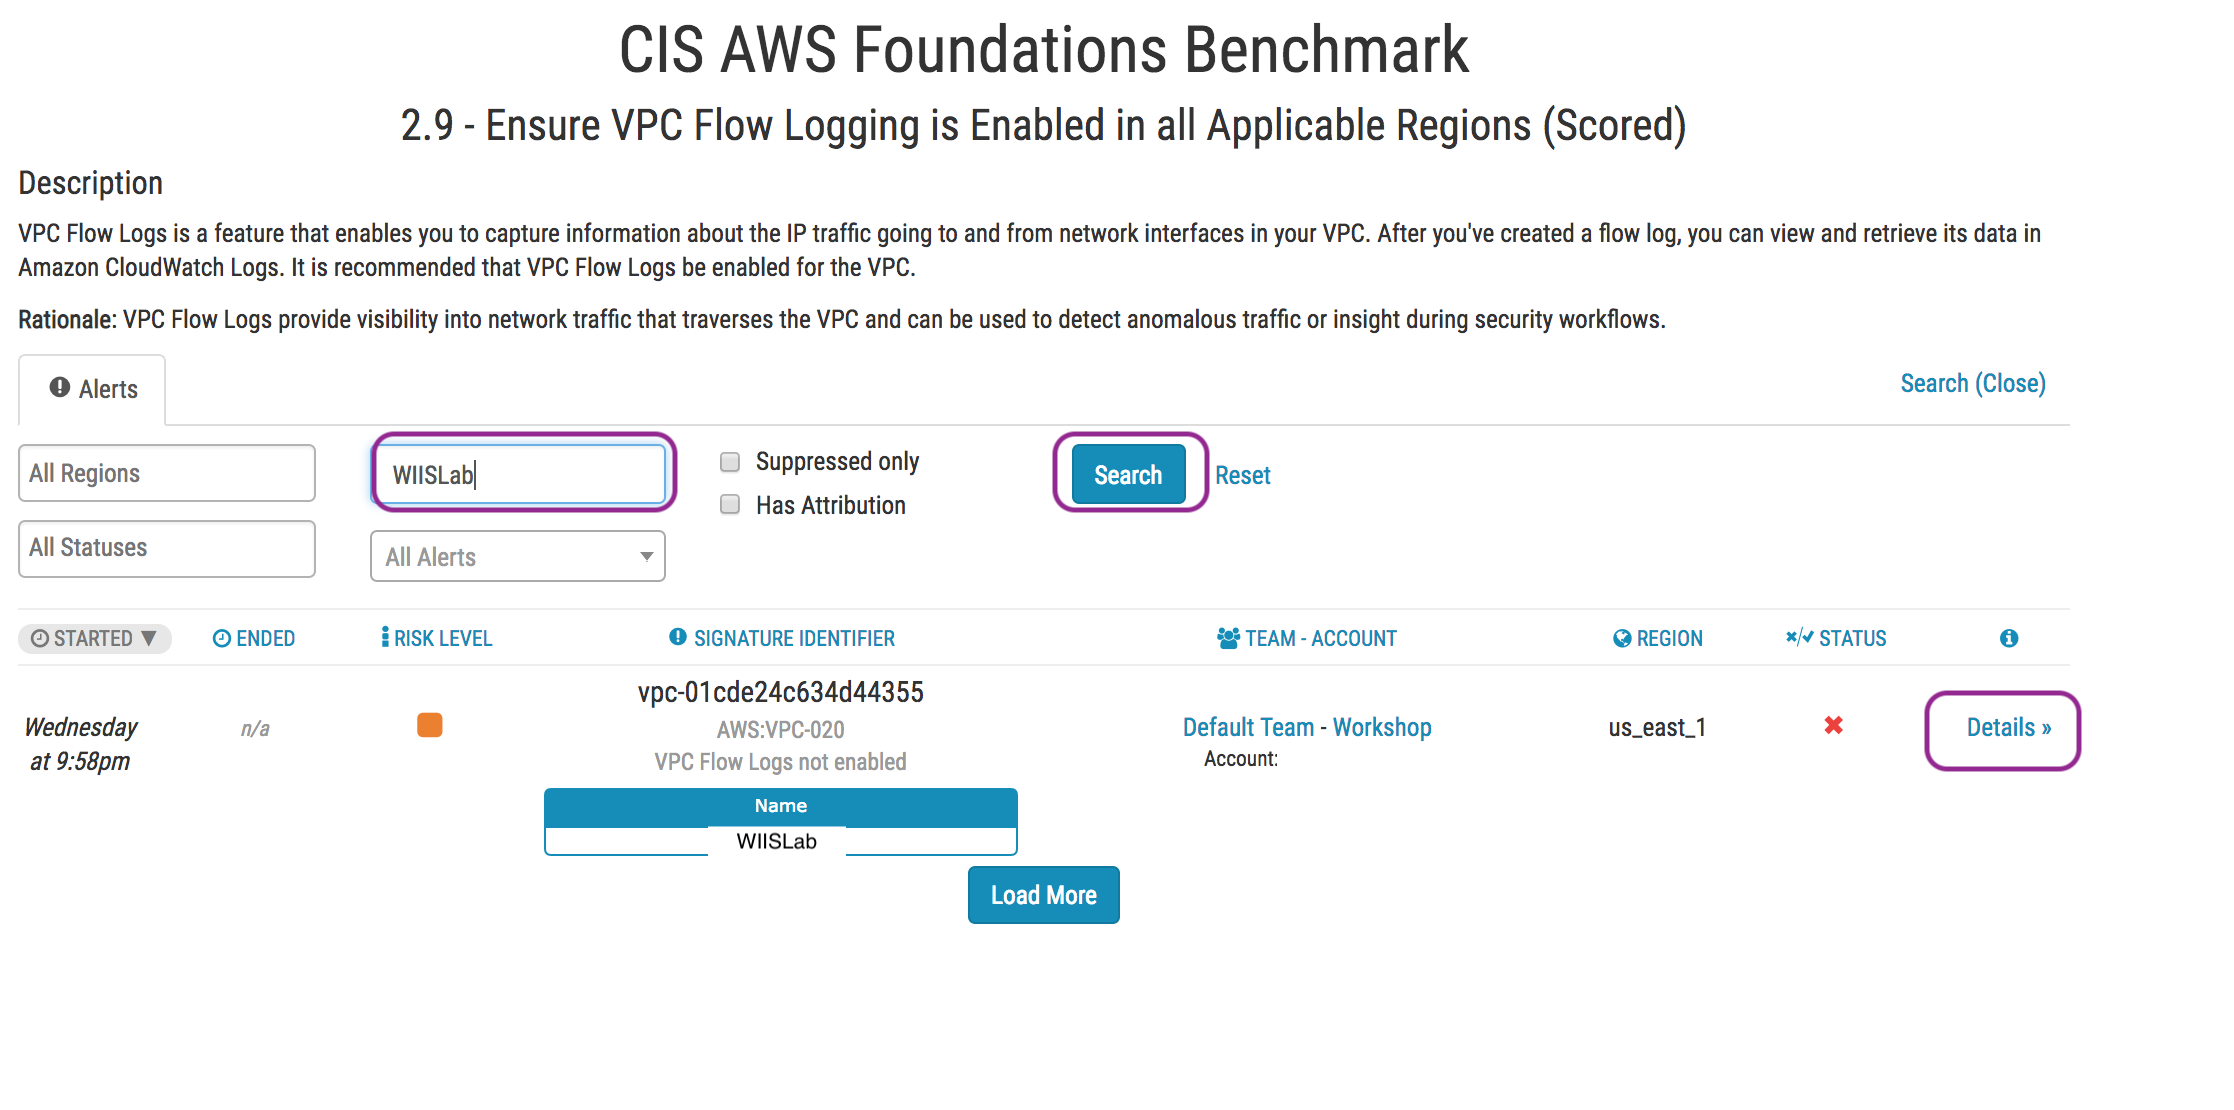 CIS AWS Foundations Benchmark
2.9 - Ensure VPC Flow Logging is Enabled in all Applicable Regions (Scored)
Description
VPC Flow Logs is a feature that enables you to capture information about the IP traffic going to and from network interfaces in your VPC. After you've created a flow log, you can view and retrieve its data in
Amazon CloudWatch Logs. It is recommended that VPC Flow Logs be enabled for the VPC.
Rationale: VPC Flow Logs provide visibility into network traffic that traverses the VPC and can be used to detect anomalous traffic or insight during security workflows.
Alerts
Search (Close)
All Regions
WIISLab
Suppressed only
Search
Reset
Has Attribution
All Statuses
All Alerts
STARTED ▼ ENDED RISK LEVEL SIGNATURE IDENTIFIER TEAM - ACCOUNT REGION STATUS
vpc-01cde24c634d44355
Wednesday
at 9:58pm
n/a
AWS:VPC-020
VPC Flow Logs not enabled
Default Team - Workshop
Account:
us_east_1
Details »
Name
WIISLab
Load More